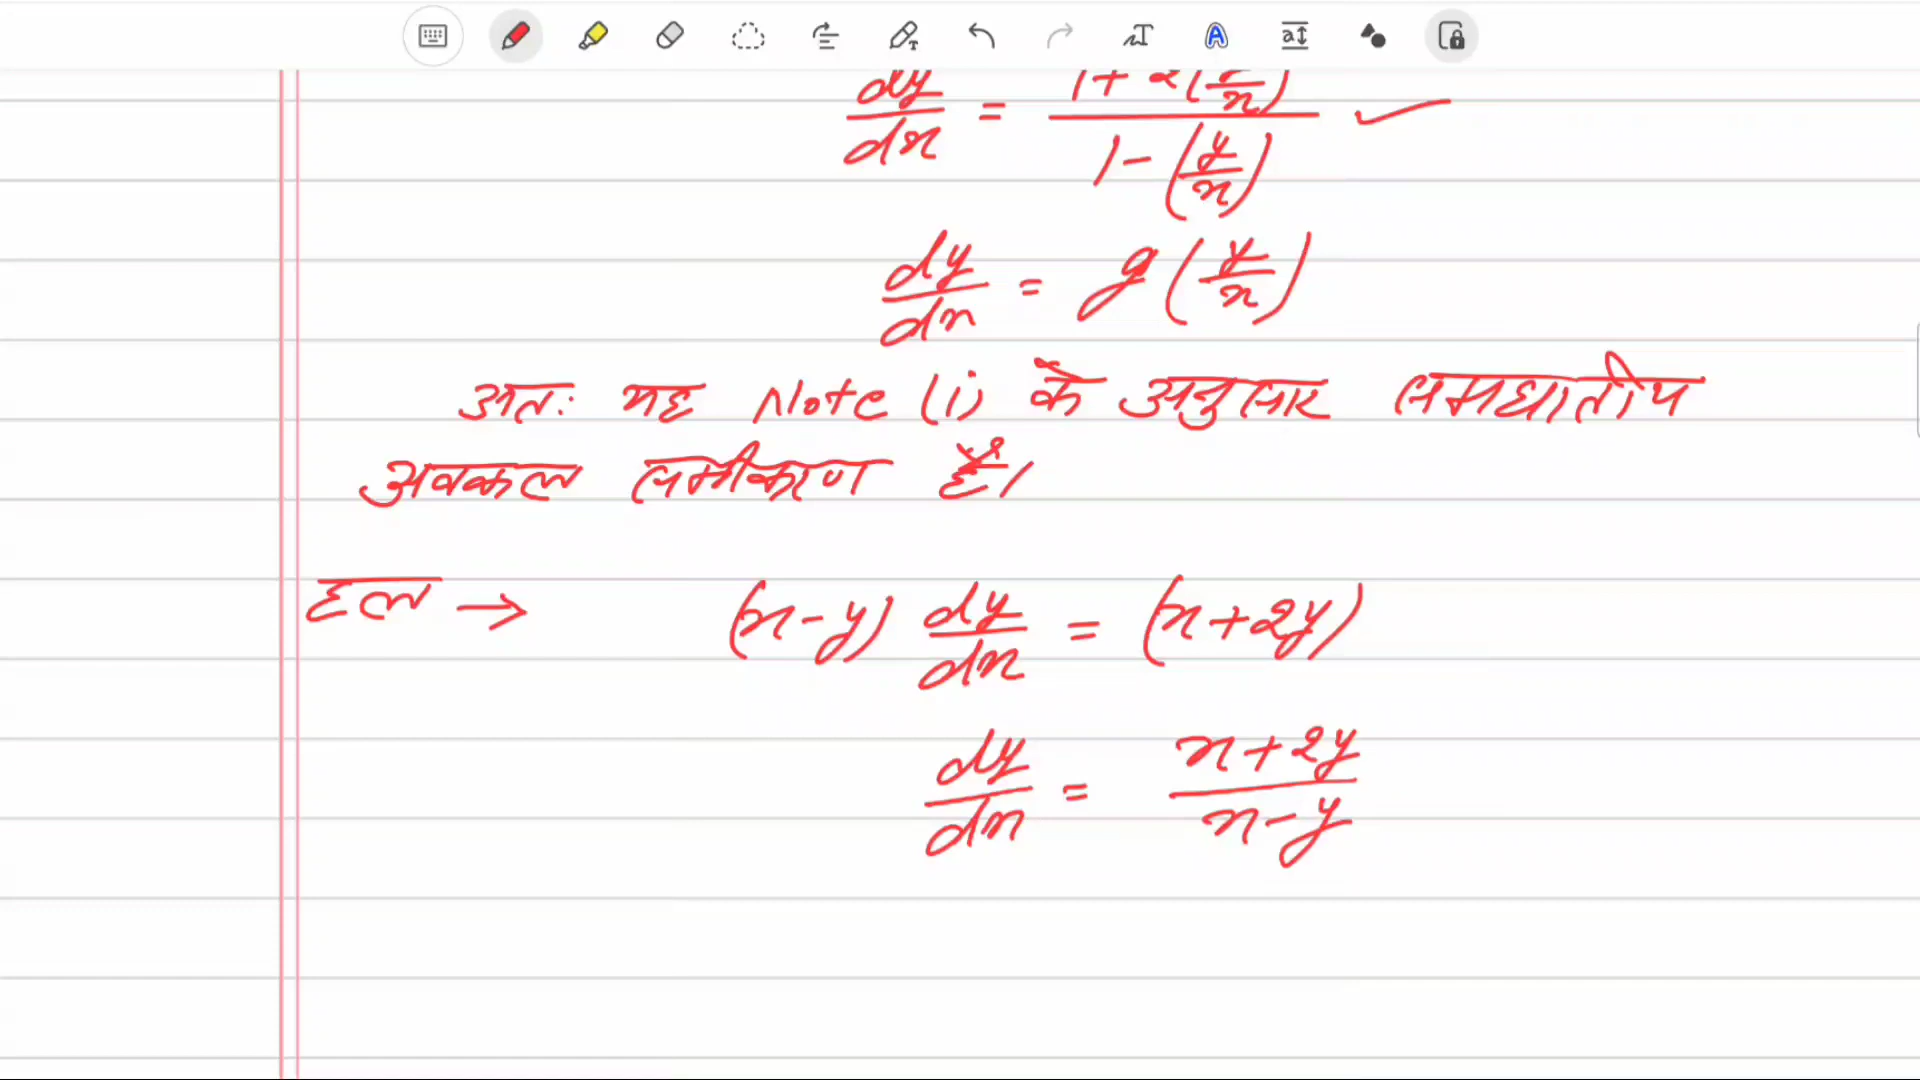 dy/dx = 1+2(y/x) / 1-(y/x) ✓
dy/dx = g(y/x)
अतः यह Note (i) के अनुसार समघातीय
अवकल समीकरण है।
हल → (x-y) dy/dx = (x+2y)
dy/dx = x+2y / x-y